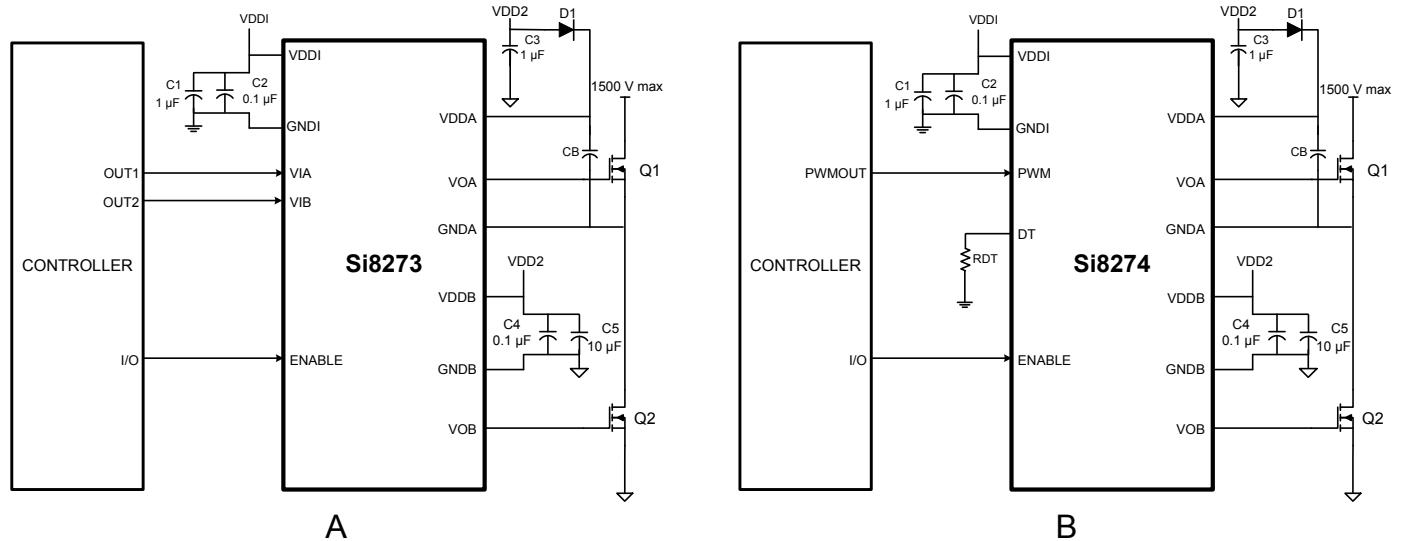 VDDI
VDD2
D1
VDDI
C3
1 µF
C1
1 µF
C2
0.1 µF
GNDI
1500 V max
VDDA
CB
Q1
OUT1
VIA
VOA
OUT2
VIB
GNDA
CONTROLLER
Si8273
VDD2
VDDB
C4
0.1 µF
C5
10 µF
I/O
ENABLE
GNDB
Q2
VOB
A
VDDI
VDD2
D1
VDDI
C3
1 µF
C1
1 µF
C2
0.1 µF
GNDI
1500 V max
VDDA
CB
Q1
PWMOUT
PWM
VOA
GNDA
DT
RDT
CONTROLLER
Si8274
VDD2
VDDB
C4
0.1 µF
C5
10 µF
I/O
ENABLE
GNDB
Q2
VOB
B